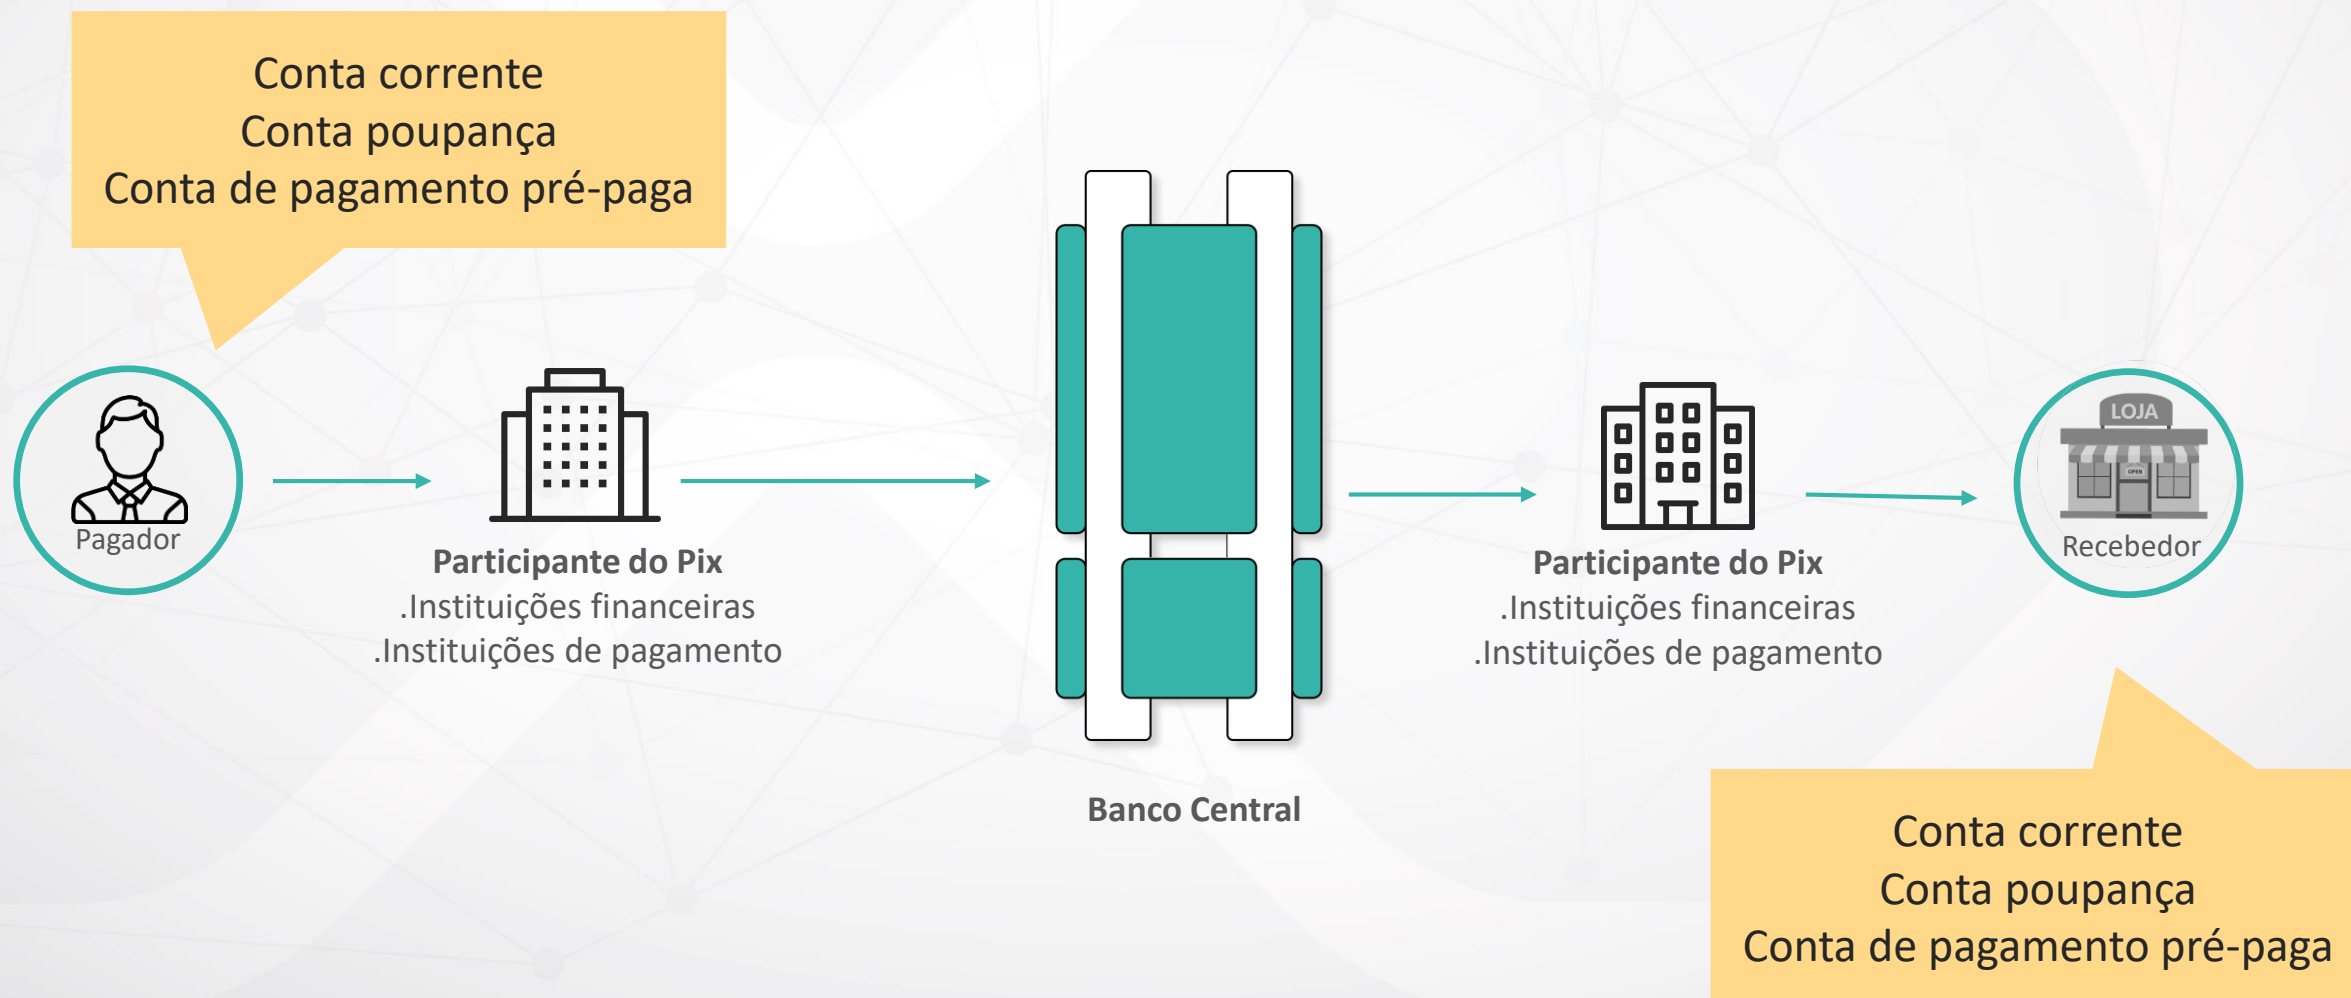 Conta corrente
Conta poupança
Conta de pagamento pré-paga
Pagador
Participante do Pix
.Instituições financeiras
.Instituições de pagamento
Banco Central
Participante do Pix
.Instituições financeiras
.Instituições de pagamento
LOJA
OPEN
Recebedor
Conta corrente
Conta poupança
Conta de pagamento pré-paga